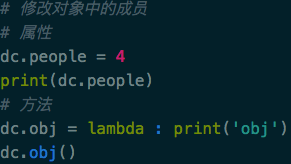 # 修改对象中的成员
# 属性
dc.people = 4
print(dc.people)
# 方法
dc.obj = lambda : print('obj')
dc.obj()